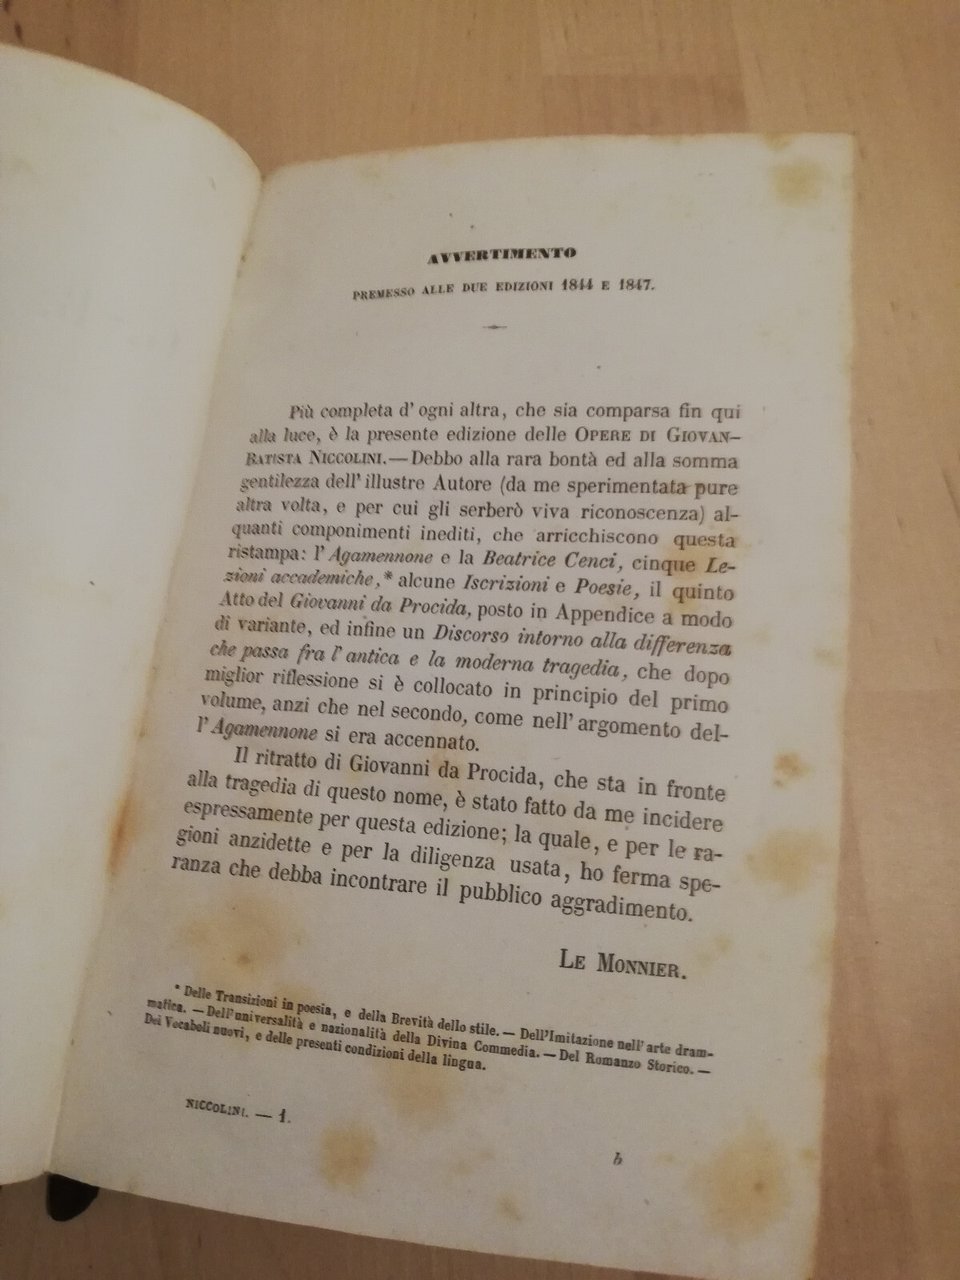 AVVERTIMENTO
PREMESSO ALLE DUE EDIZIONI 1844 E 1847.
Più completa d'ogni altra, che sia comparsa fin qui
alla luce, è la presente edizione delle OPERE DI GIOVAN-
BATISTA NICCOLINI.—Debbo alla rara bontà ed alla somma
gentilezza dell'illustre Autore (da me sperimentata pure
altra volta, e per cui gli serberò viva riconoscenza) al-
quanti componimenti inediti, che arricchiscono questa
ristampa: l'Agamennone e la Beatrice Cenci, cinque Le-
zioni accademiche,* alcune Iscrizioni e Poesie, il quinto
Atto del Giovanni da Procida, posto in Appendice a modo
di variante, ed infine un Discorso intorno alla differenza
che passa fra l'antica e la moderna tragedia, che dopo
miglior riflessione si è collocato in principio del primo
volume, anzi che nel secondo, come nell'argomento del-
l'Agamennone si era accennato.
Il ritratto di Giovanni da Procida, che sta in fronte
alla tragedia di questo nome, è stato fatto da me incidere
espressamente per questa edizione; la quale, e per le ra-
gioni anzidette e per la diligenza usata, ho ferma spe-
ranza che debba incontrare il pubblico aggradimento.
LE MONNIER.
* Delle Transizioni in poesia, e della Brevità dello stile. — Dell'Imitazione nell'arte dram-
matica. — Dell'universalità e nazionalità della Divina Commedia. — Del Romanzo Storico. —
Dei Vocaboli nuovi, e delle presenti condizioni della lingua.
NICCOLINI. — 1.
b